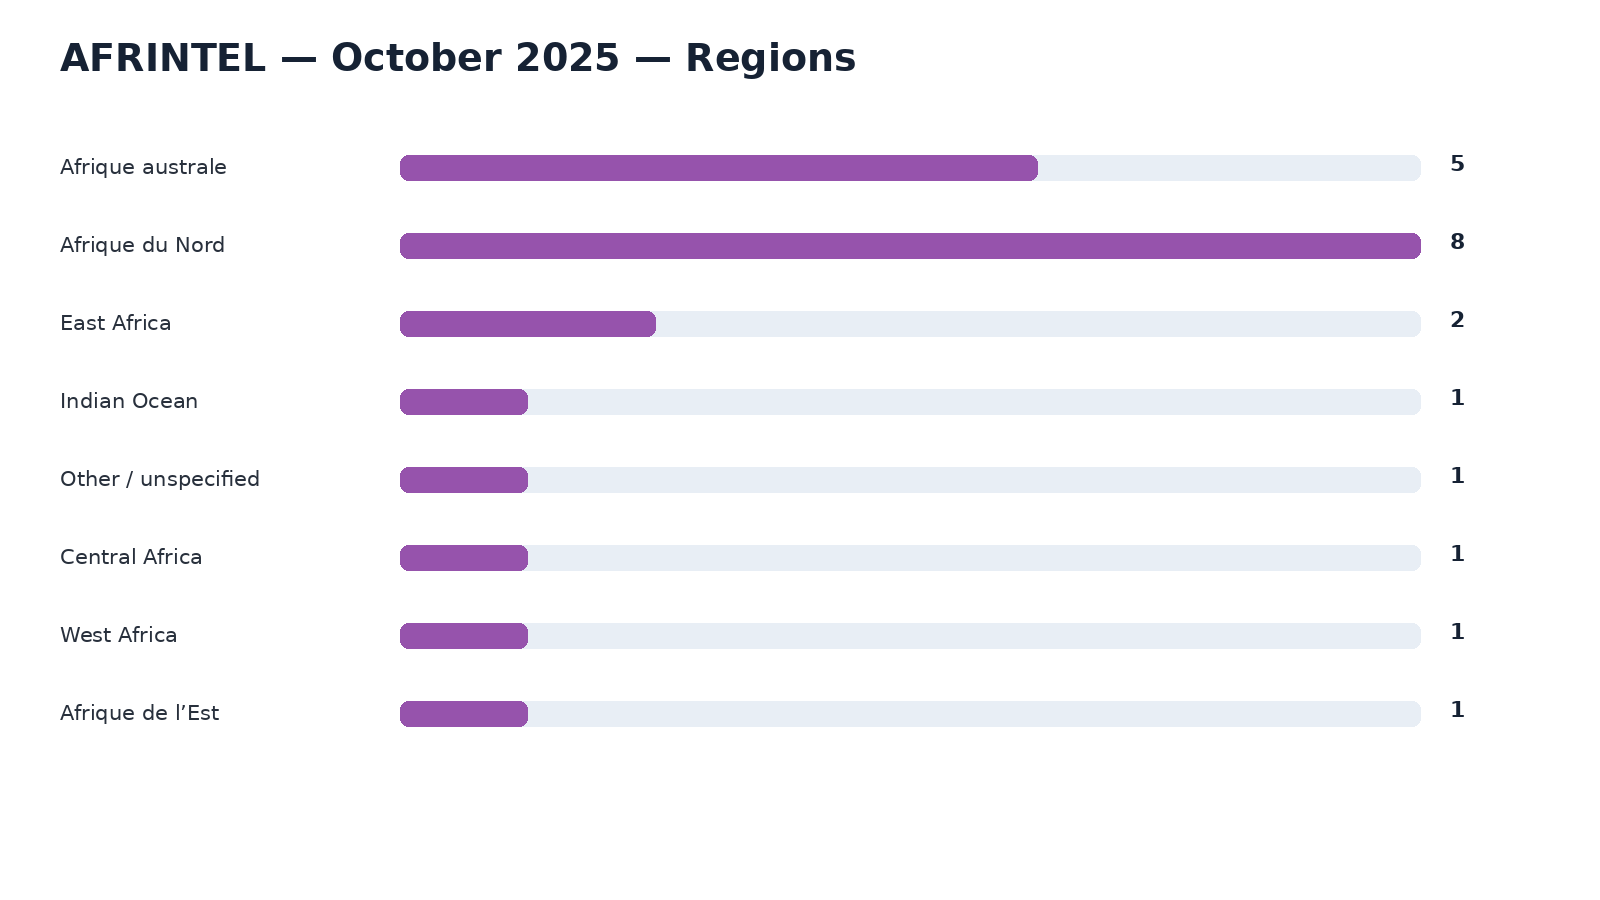 AFRINTEL — October 2025 — Regions
Afrique australe 5
Afrique du Nord 8
East Africa 2
Indian Ocean 1
Other / unspecified 1
Central Africa 1
West Africa 1
Afrique de l’Est 1